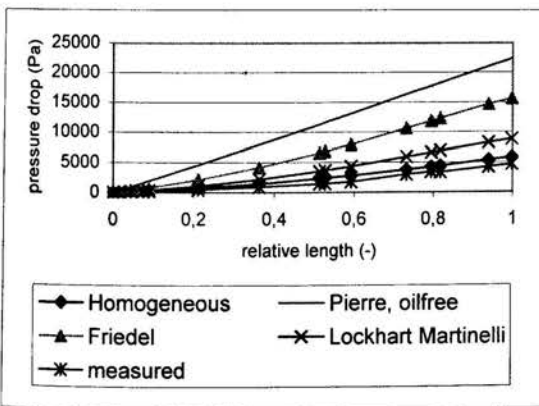 pressure drop (Pa)
25000
20000
15000
10000
5000
0
0 0,2 0,4 0,6 0,8 1
relative length (-)
Homogeneous Pierre, oilfree
Friedel Lockhart Martinelli
measured